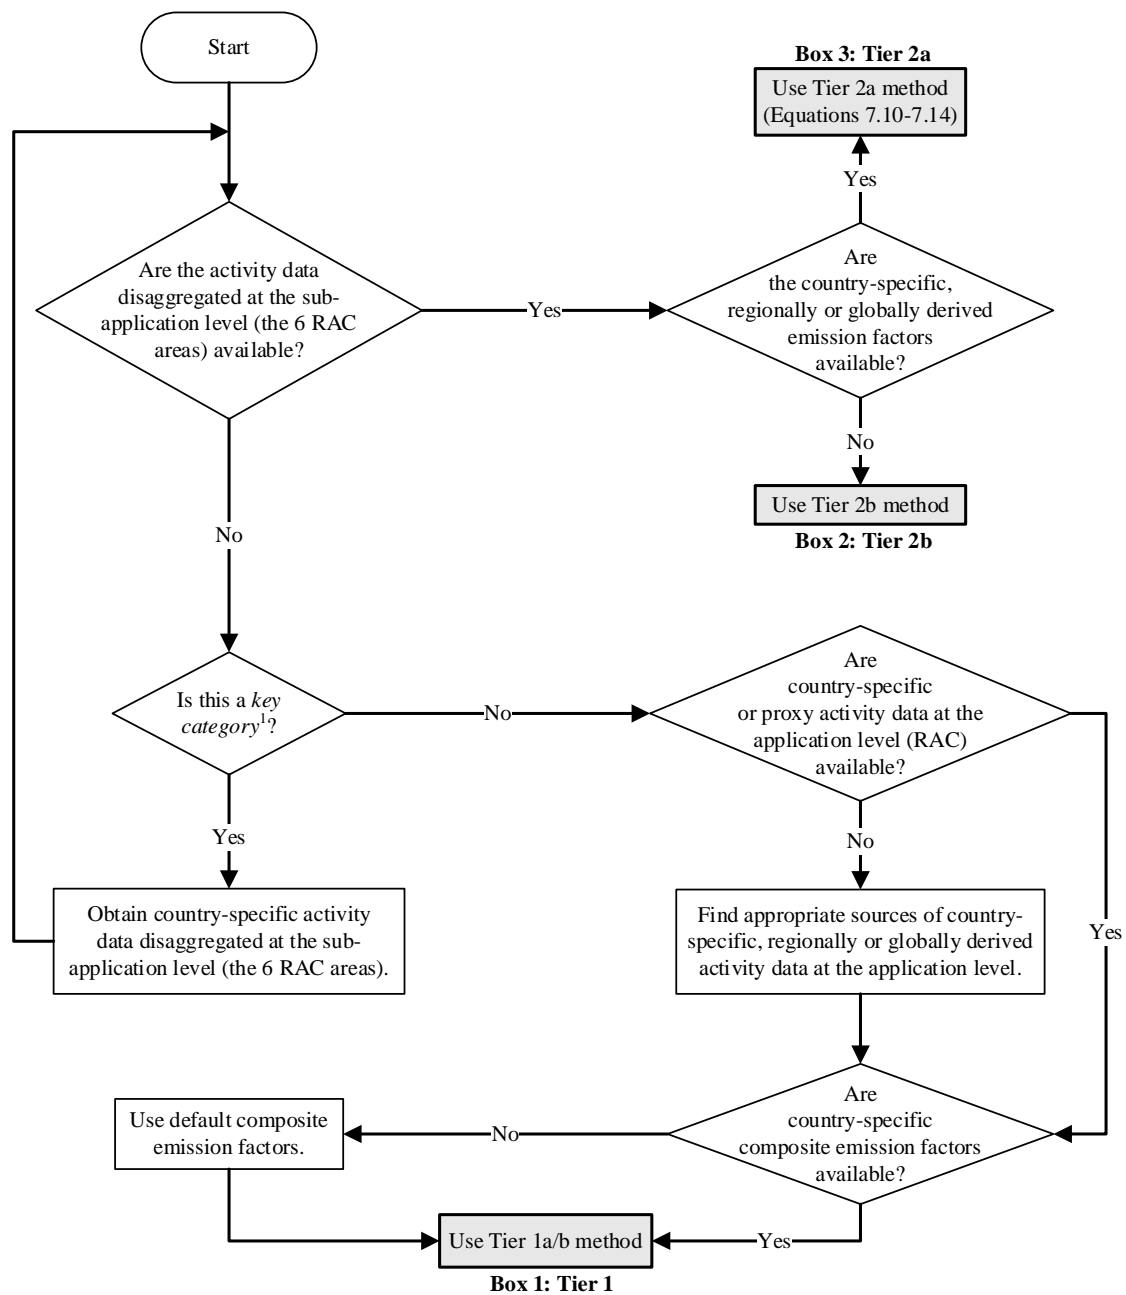 Start
Box 3: Tier 2a
Use Tier 2a method
(Equations 7.10-7.14)
Yes
Are the activity data
disaggregated at the sub-
application level (the 6 RAC
areas) available?
Yes
Are
the country-specific,
regionally or globally derived
emission factors
available?
No
Use Tier 2b method
Box 2: Tier 2b
No
Is this a key
category¹?
No
Are
country-specific
or proxy activity data at the
application level (RAC)
available?
Yes
No
Obtain country-specific activity
data disaggregated at the sub-
application level (the 6 RAC areas).
Find appropriate sources of country-
specific, regionally or globally derived
activity data at the application level.
Yes
Are
country-specific
composite emission factors
available?
No
Use default composite
emission factors.
Use Tier 1a/b method
Yes
Box 1: Tier 1